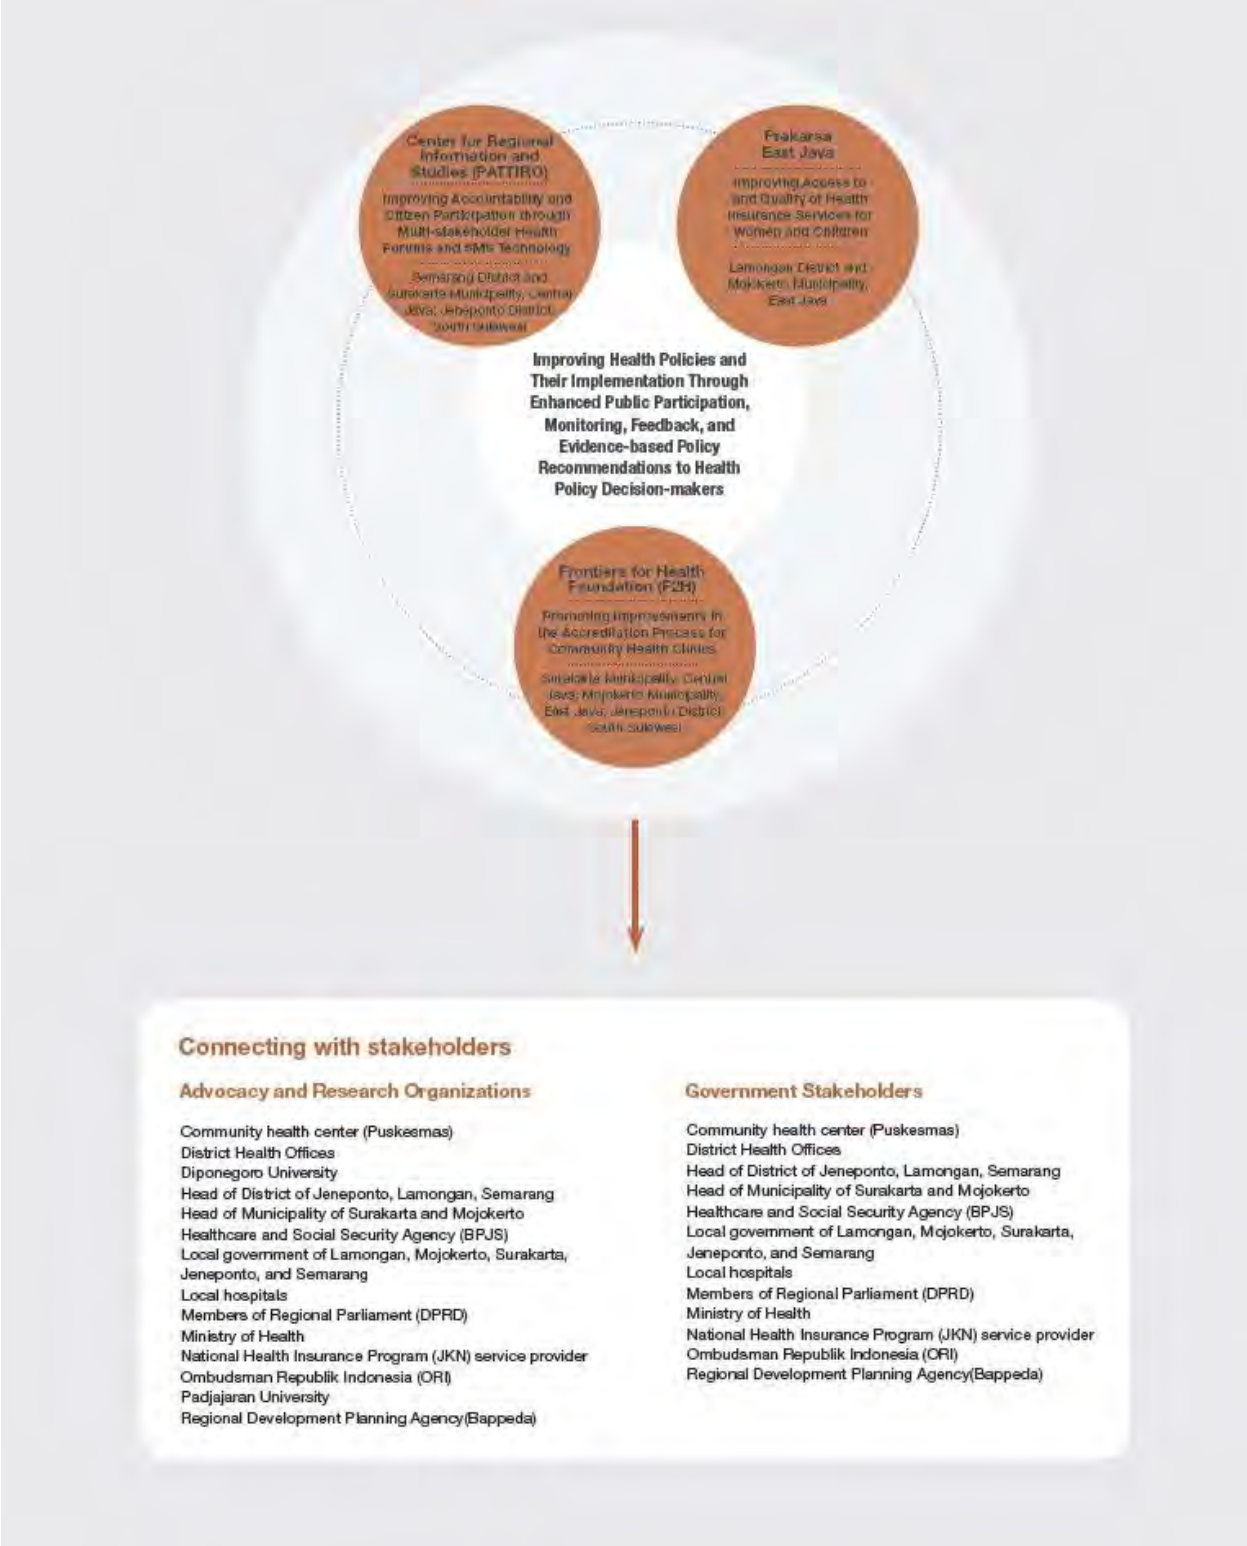 Center for Regional
Information and
Studies (PATTIRO)
Improving Accountability and
Citizen Participation through
Multi-stakeholder Health
Forums and SMS Technology
Semarang District and
Surakarta Municipality, Central
Java; Jeneponto District,
South Sulawesi
Prakarsa
East Java
Improving Access to
and Quality of Health
Insurance Services for
Women and Children
Lamongan District and
Mojokerto Municipality,
East Java
Improving Health Policies and
Their Implementation Through
Enhanced Public Participation,
Monitoring, Feedback, and
Evidence-based Policy
Recommendations to Health
Policy Decision-makers
Frontiers for Health
Foundation (F2H)
Promoting Improvements in
the Accreditation Process for
Community Health Clinics
Surakarta Municipality, Central
Java; Mojokerto Municipality,
East Java; Jeneponto District,
South Sulawesi
Connecting with stakeholders
Advocacy and Research Organizations
Community health center (Puskesmas)
District Health Offices
Diponegoro University
Head of District of Jeneponto, Lamongan, Semarang
Head of Municipality of Surakarta and Mojokerto
Healthcare and Social Security Agency (BPJS)
Local government of Lamongan, Mojokerto, Surakarta,
Jeneponto, and Semarang
Local hospitals
Members of Regional Parliament (DPRD)
Ministry of Health
National Health Insurance Program (JKN) service provider
Ombudsman Republik Indonesia (ORI)
Padjajaran University
Regional Development Planning Agency(Bappeda)
Government Stakeholders
Community health center (Puskesmas)
District Health Offices
Head of District of Jeneponto, Lamongan, Semarang
Head of Municipality of Surakarta and Mojokerto
Healthcare and Social Security Agency (BPJS)
Local government of Lamongan, Mojokerto, Surakarta,
Jeneponto, and Semarang
Local hospitals
Members of Regional Parliament (DPRD)
Ministry of Health
National Health Insurance Program (JKN) service provider
Ombudsman Republik Indonesia (ORI)
Regional Development Planning Agency(Bappeda)